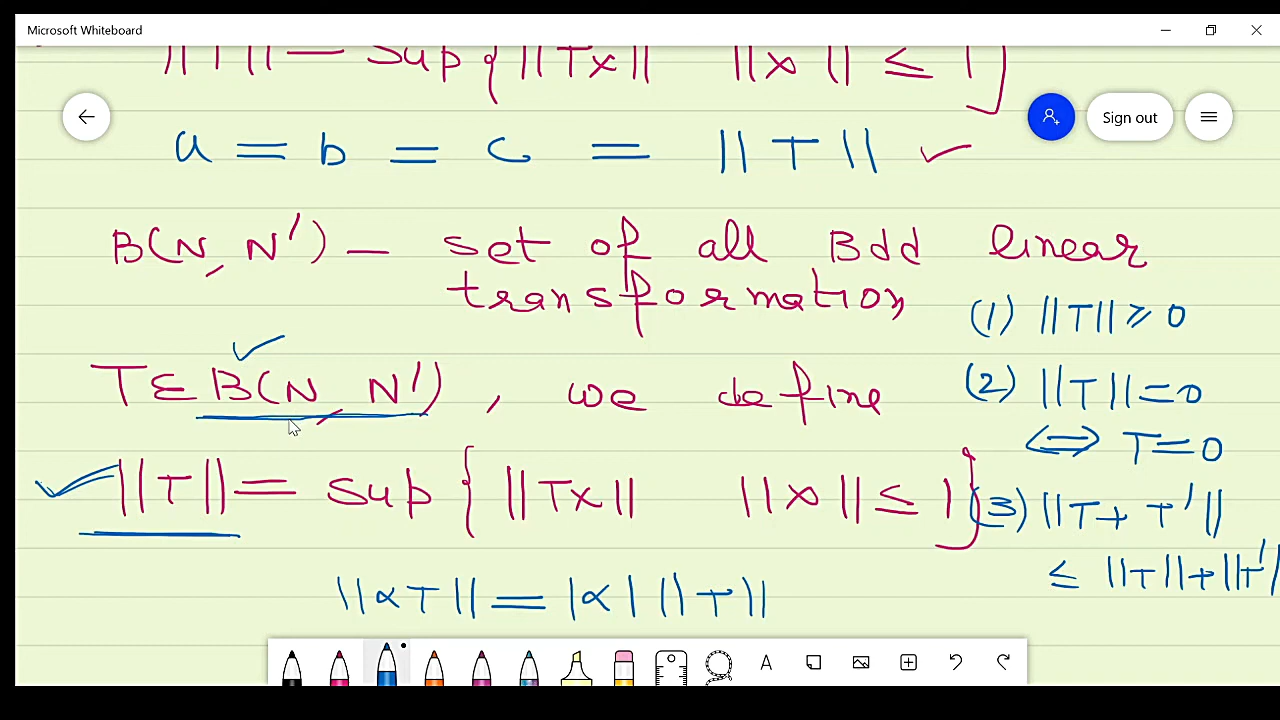 Microsoft Whiteboard
||T|| = Sup{ ||Tx|| ||x|| ≤ 1}
Sign out
a = b = c = ||T|| ✓
B(N, N') — set of all Bdd linear
transformation,
(1) ||T|| ≥ 0
T ∈ B(N, N'), we define
(2) ||T|| = 0
⟺ T = 0
||T|| = sup { ||Tx|| ||x|| ≤ 1}
(3) ||T + T'||
≤ ||T|| + ||T'|
||αT|| = |α| ||T||
A